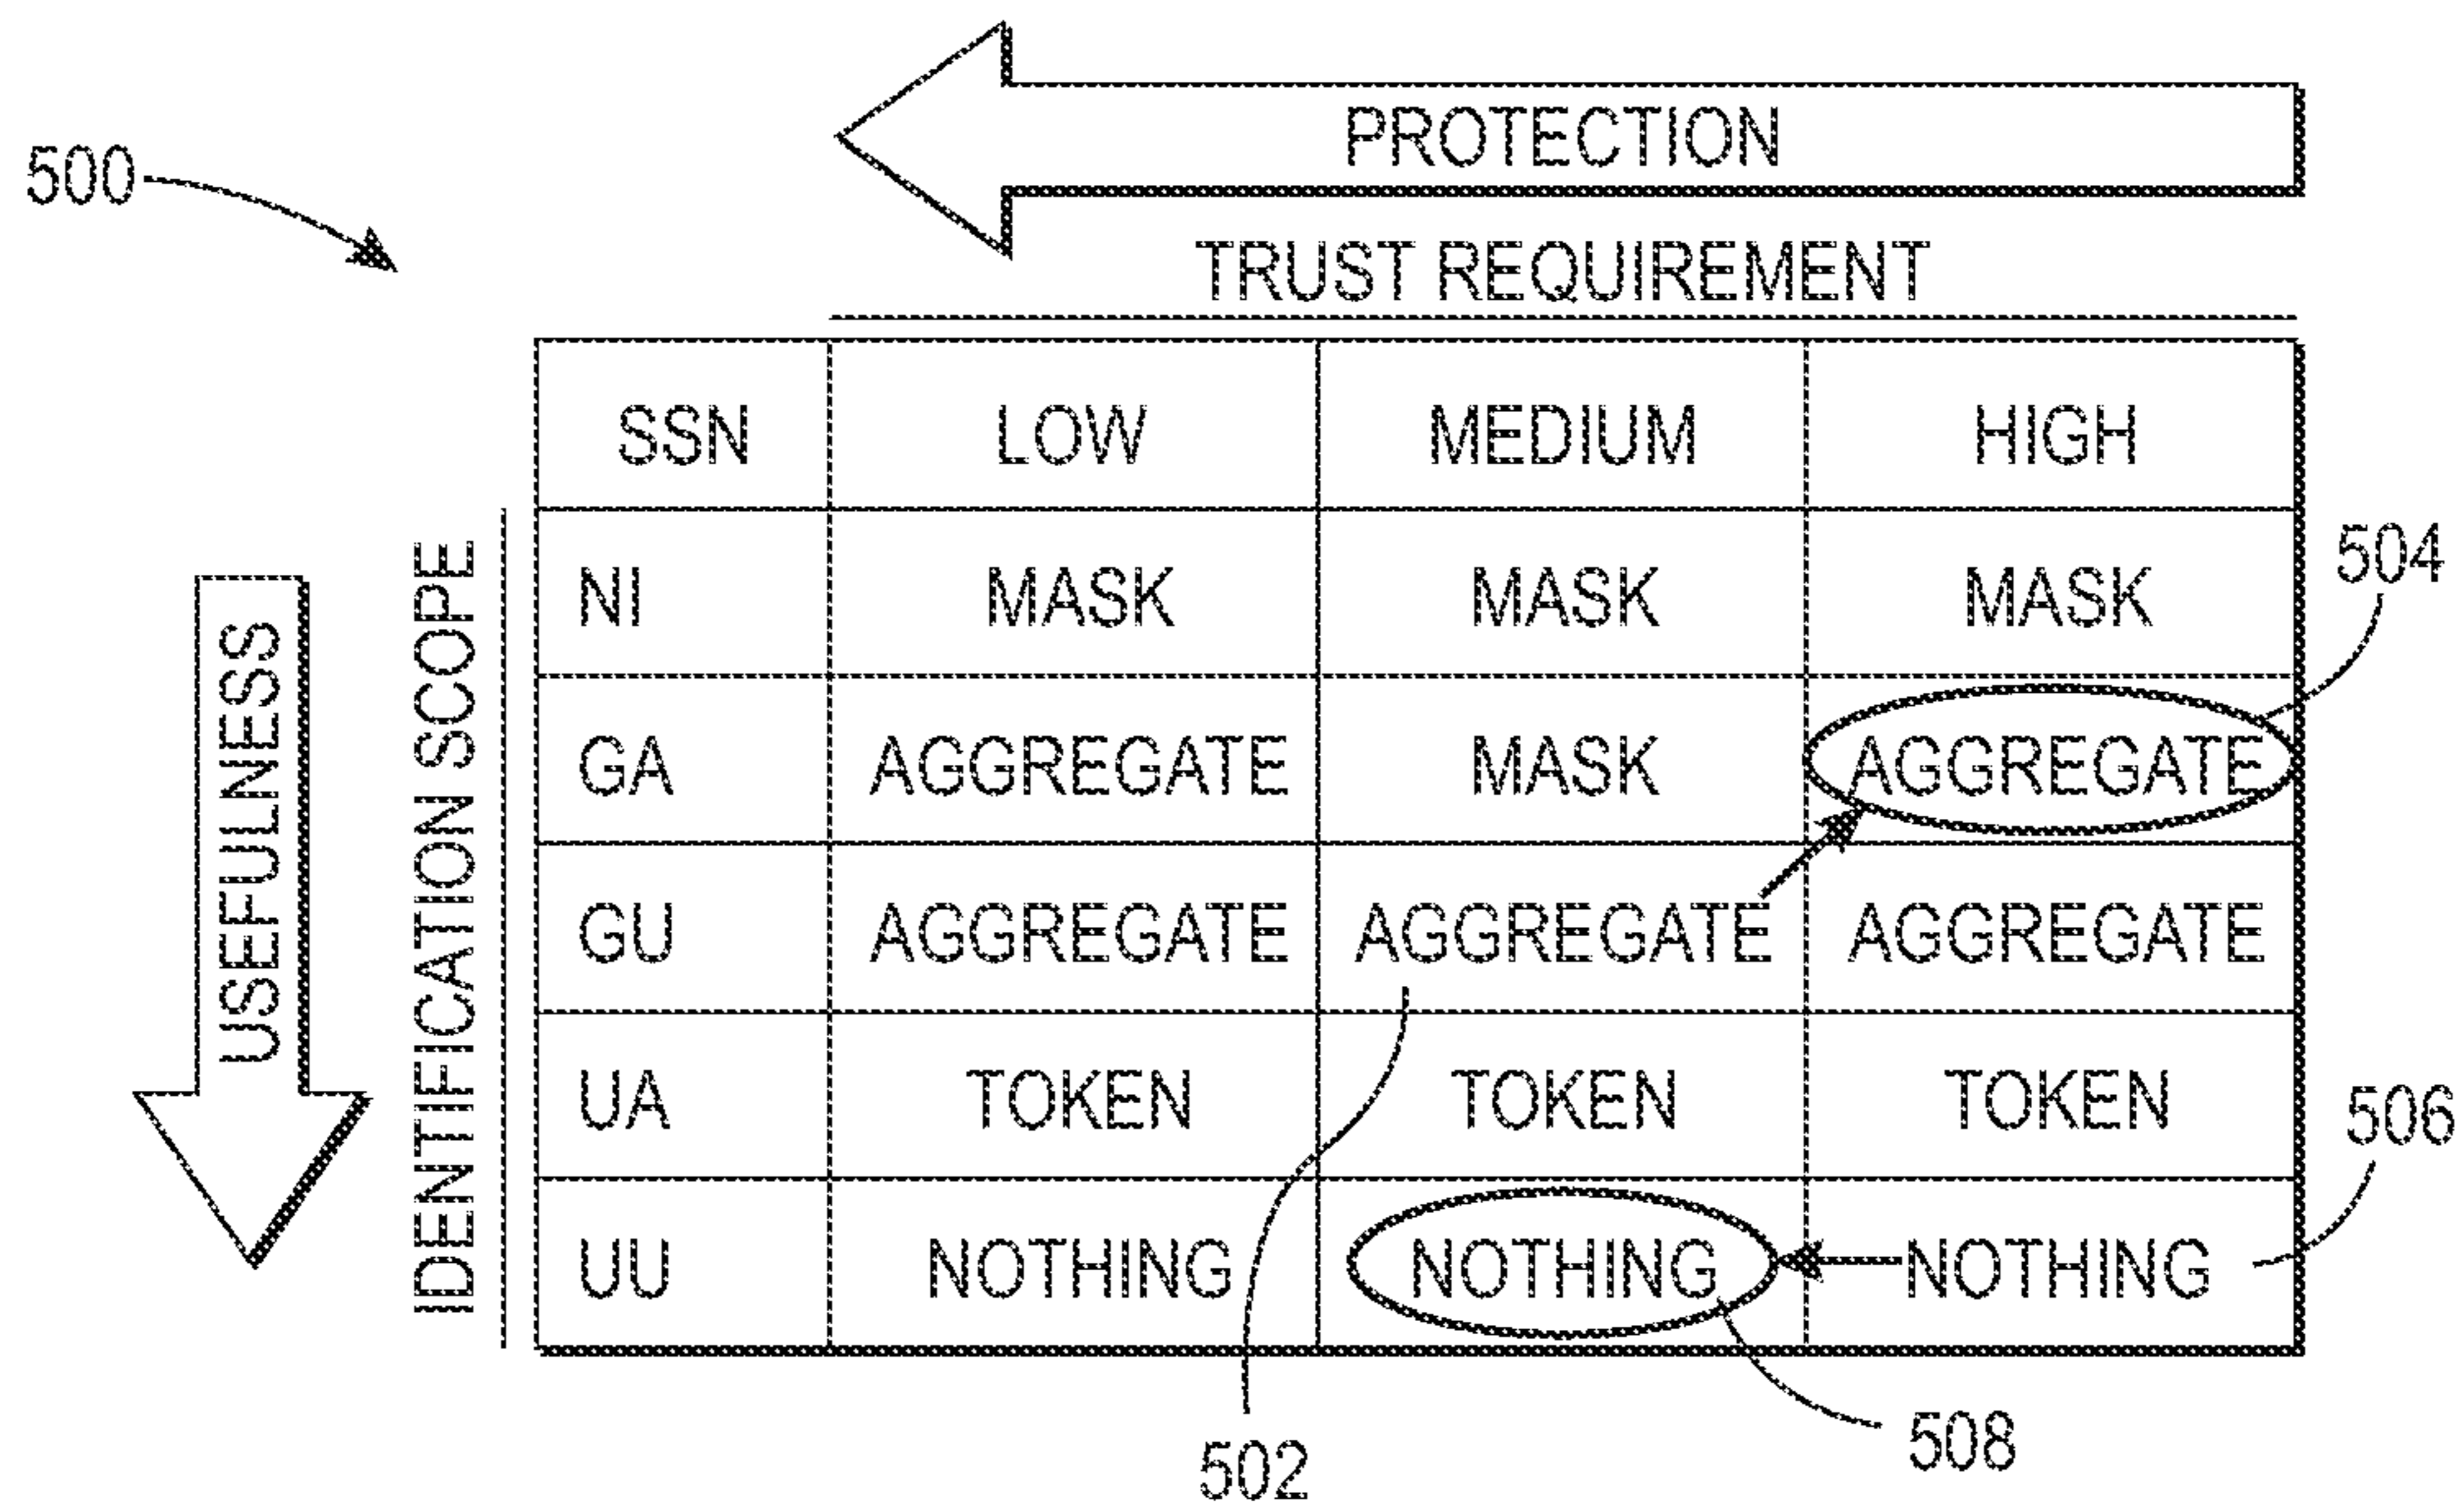 500
PROTECTION
TRUST REQUIREMENT
USEFULNESS
IDENTIFICATION SCOPE
SSN LOW MEDIUM HIGH
NI MASK MASK MASK
504
GA AGGREGATE MASK AGGREGATE
GU AGGREGATE AGGREGATE AGGREGATE
UA TOKEN TOKEN TOKEN
506
UU NOTHING NOTHING NOTHING
502
508